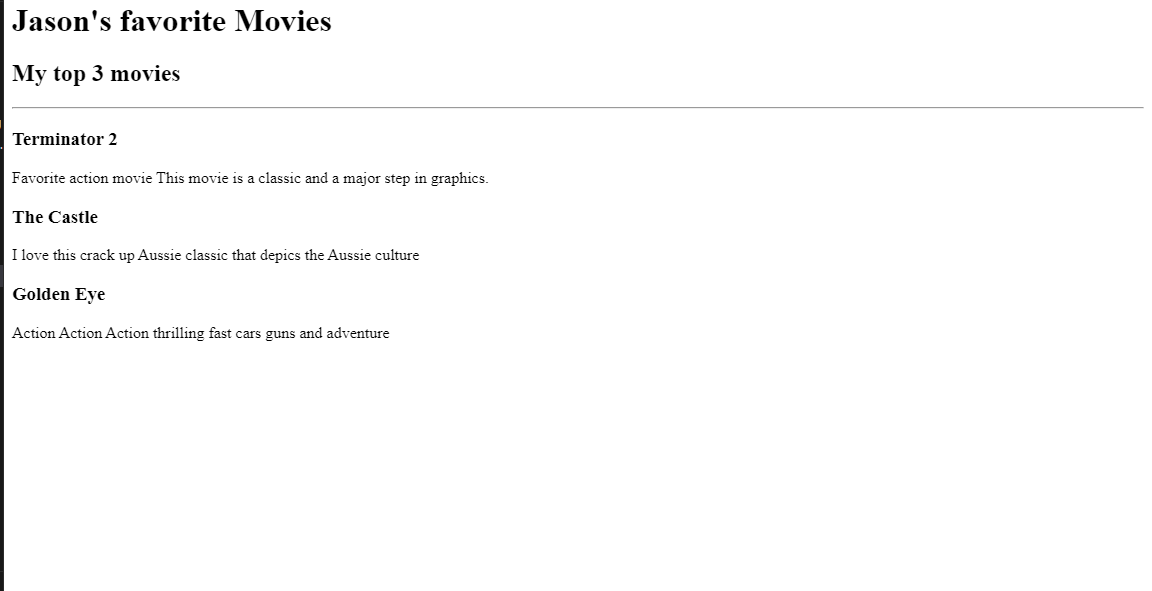 Jason's favorite Movies
My top 3 movies
Terminator 2
Favorite action movie This movie is a classic and a major step in graphics.
The Castle
I love this crack up Aussie classic that depics the Aussie culture
Golden Eye
Action Action Action thrilling fast cars guns and adventure